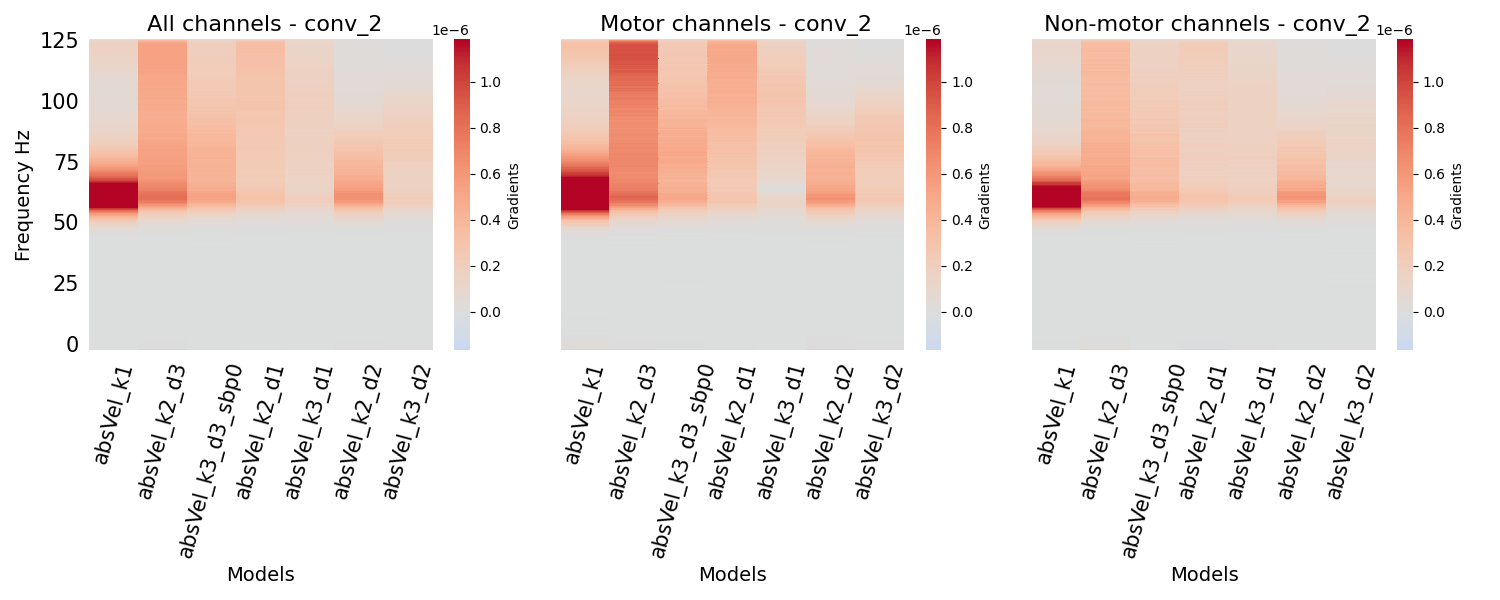 All channels - conv_2
1e−6
Frequency Hz
125
100
75
50
25
0
1.0
0.8
0.6
0.4
0.2
0.0
Gradients
absVel_k1
absVel_k2_d3
absVel_k3_d3_sbp0
absVel_k2_d1
absVel_k3_d1
absVel_k2_d2
absVel_k3_d2
Models
Motor channels - conv_2
1e−6
1.0
0.8
0.6
0.4
0.2
0.0
Gradients
absVel_k1
absVel_k2_d3
absVel_k3_d3_sbp0
absVel_k2_d1
absVel_k3_d1
absVel_k2_d2
absVel_k3_d2
Models
Non-motor channels - conv_2
1e−6
1.0
0.8
0.6
0.4
0.2
0.0
Gradients
absVel_k1
absVel_k2_d3
absVel_k3_d3_sbp0
absVel_k2_d1
absVel_k3_d1
absVel_k2_d2
absVel_k3_d2
Models